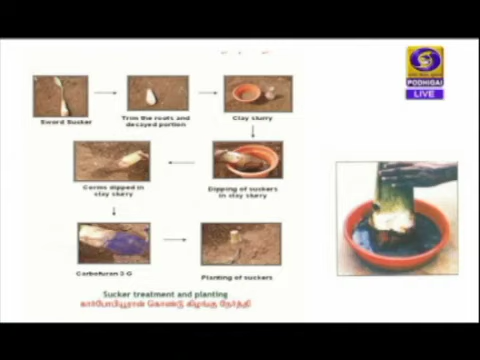 PODHIGAI
LIVE
Sword Sucker
Trim the roots and
decayed portion
Clay slurry
Corms dipped in
clay slurry
Dipping of suckers
in clay slurry
Carbofuran 3 G
Planting of suckers
Sucker treatment and planting
கார்போபியூரான் கொண்டு கிழங்கு நேர்த்தி